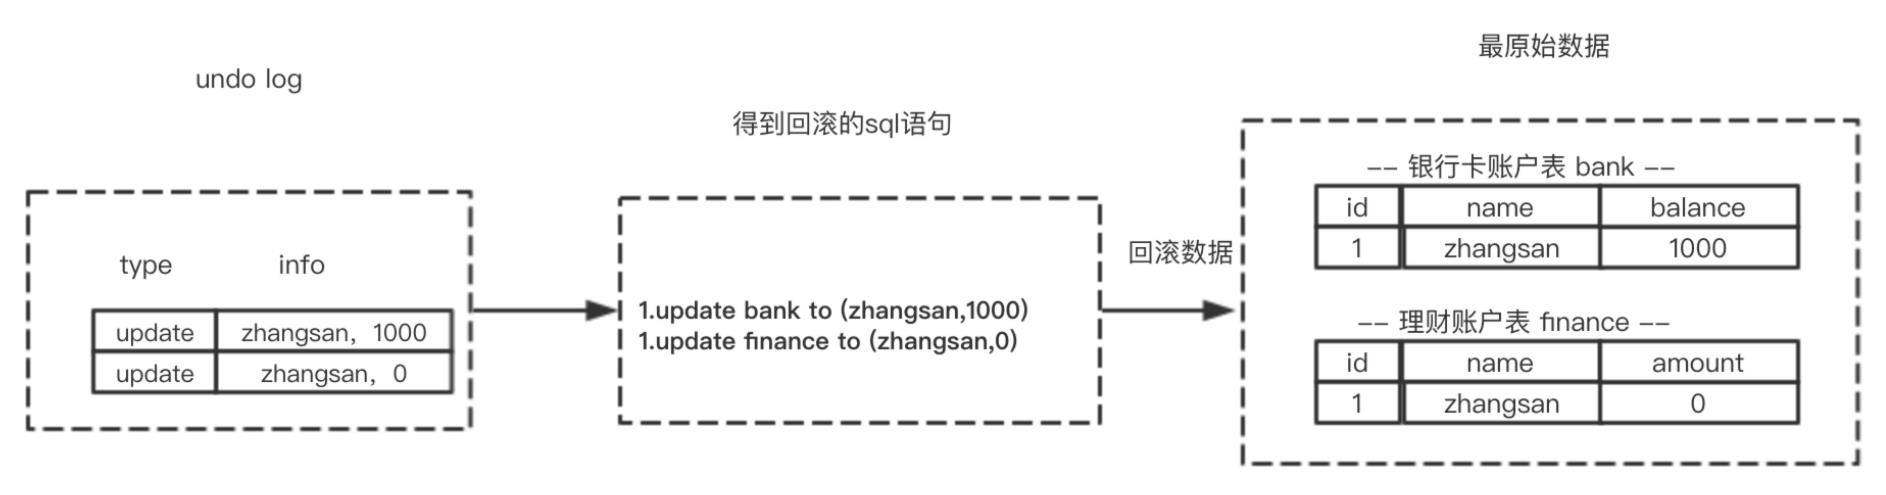 undo log
type info
update zhangsan，1000
update zhangsan，0
得到回滚的sql语句
1.update bank to (zhangsan,1000)
1.update finance to (zhangsan,0)
回滚数据
最原始数据
-- 银行卡账户表 bank --
id name balance
1 zhangsan 1000
-- 理财账户表 finance --
id name amount
1 zhangsan 0